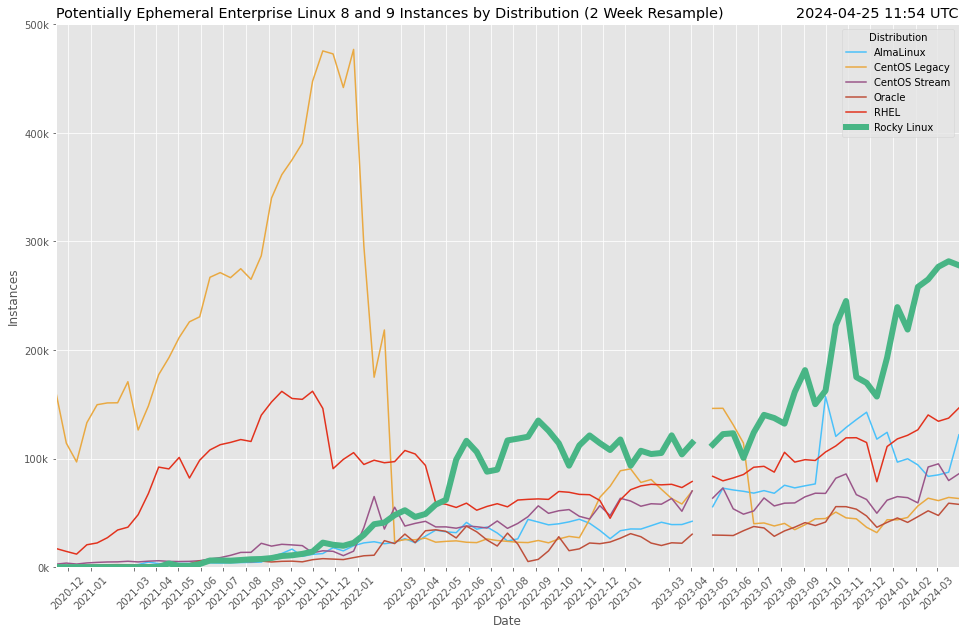 Potentially Ephemeral Enterprise Linux 8 and 9 Instances by Distribution (2 Week Resample)
2024-04-25 11:54 UTC
500k
400k
300k
200k
100k
0k
Instances
Distribution
AlmaLinux
CentOS Legacy
CentOS Stream
Oracle
RHEL
Rocky Linux
2020-12
2021-01
2021-03
2021-04
2021-05
2021-06
2021-07
2021-08
2021-09
2021-10
2021-11
2021-12
2022-01
2022-03
2022-04
2022-05
2022-06
2022-07
2022-08
2022-09
2022-10
2022-11
2022-12
2023-01
2023-03
2023-04
2023-05
2023-06
2023-07
2023-08
2023-09
2023-10
2023-11
2023-12
2024-01
2024-02
2024-03
Date